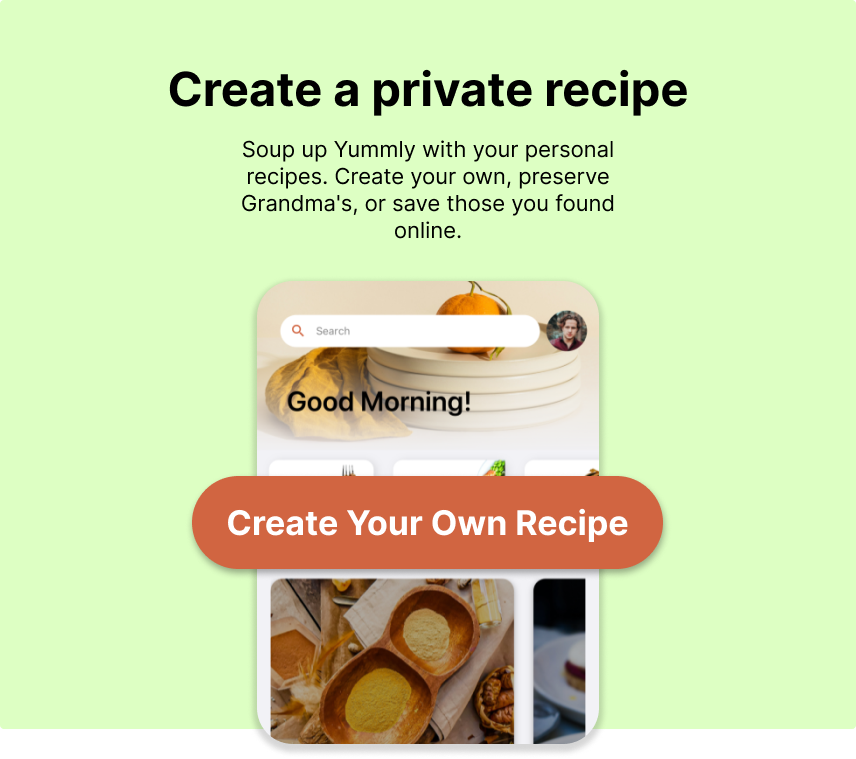 Create a private recipe
Soup up Yummly with your personal
recipes. Create your own, preserve
Grandma's, or save those you found
online.
Search
Good Morning!
Create Your Own Recipe